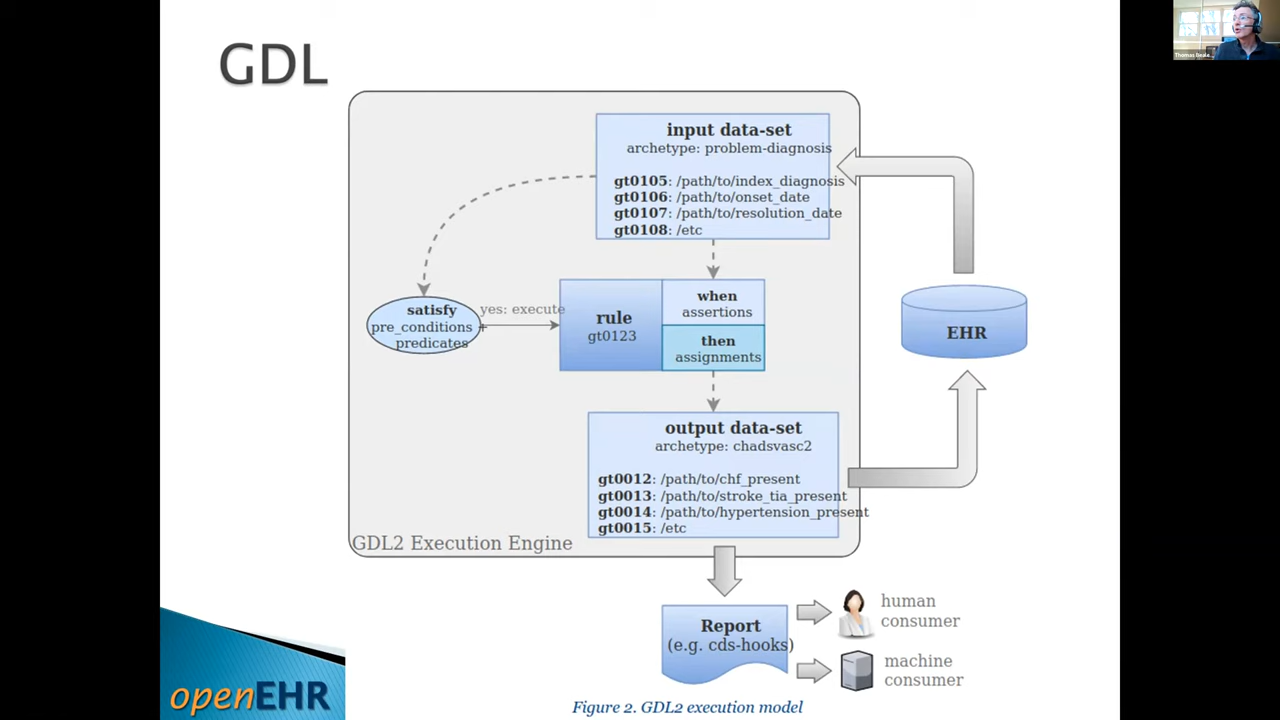 GDL
Thomas Beale...
input data-set
archetype: problem-diagnosis
gt0105: /path/to/index_diagnosis
gt0106: /path/to/onset_date
gt0107: /path/to/resolution_date
gt0108: /etc
satisfy
pre_conditions +
predicates
yes: execute
rule
gt0123
when
assertions
then
assignments
EHR
output data-set
archetype: chadsvasc2
gt0012: /path/to/chf_present
gt0013: /path/to/stroke_tia_present
gt0014: /path/to/hypertension_present
gt0015: /etc
GDL2 Execution Engine
Report
(e.g. cds-hooks)
human
consumer
machine
consumer
openEHR
Figure 2. GDL2 execution model